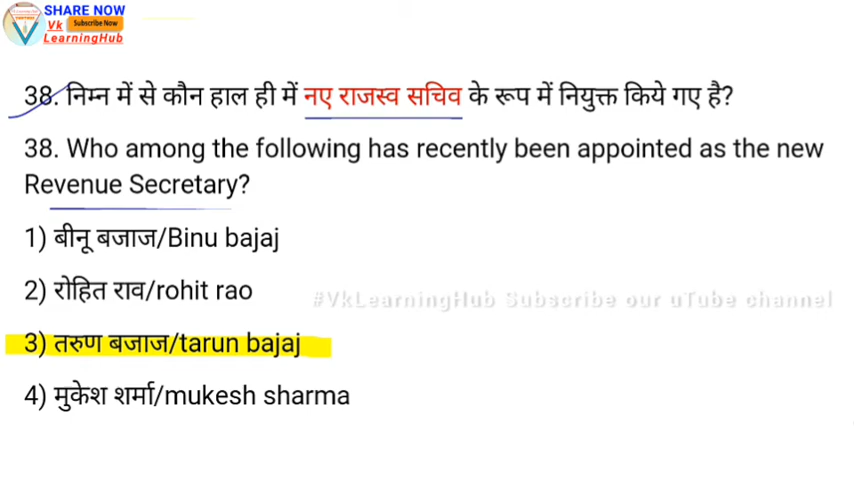 SHARE NOW
Vk Subscribe Now
LearningHub
38. निम्न में से कौन हाल ही में नए राजस्व सचिव के रूप में नियुक्त किये गए है?
38. Who among the following has recently been appointed as the new
Revenue Secretary?
1) बीनू बजाज/Binu bajaj
2) रोहित राव/rohit rao
#VkLearningHub Subscribe our uTube channel
3) तरुण बजाज/tarun bajaj
4) मुकेश शर्मा/mukesh sharma